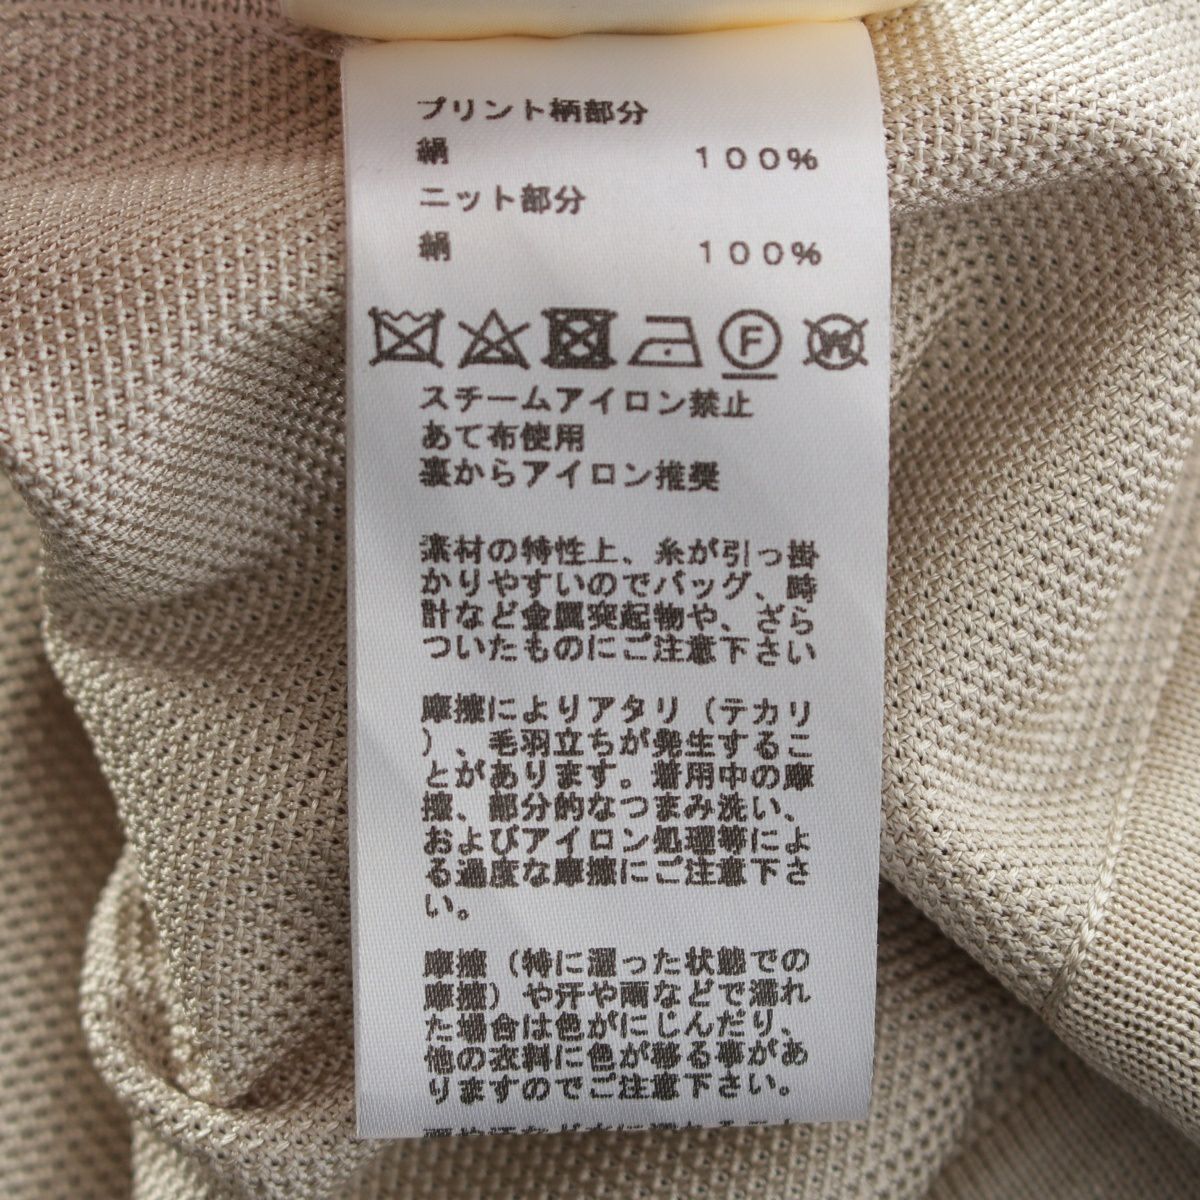 プリント柄部分
絹 100%
ニット部分
絹 100%
F W
スチームアイロン禁止
あて布使用
裏からアイロン推奨
素材の特性上、糸が引っ掛
かりやすいのでバッグ、時
計など金属突起物や、ざら
ついたものにご注意下さい
摩擦によりアタリ（テカリ
）、毛羽立ちが発生するこ
とがあります。着用中の摩
擦、部分的なつまみ洗い、
およびアイロン処理等によ
る過度な摩擦にご注意下さ
い。
摩擦（特に湿った状態での
摩擦）や汗や雨などで濡れ
た場合は色がにじんだり、
他の衣料に色が移る事があ
りますのでご注意下さい。